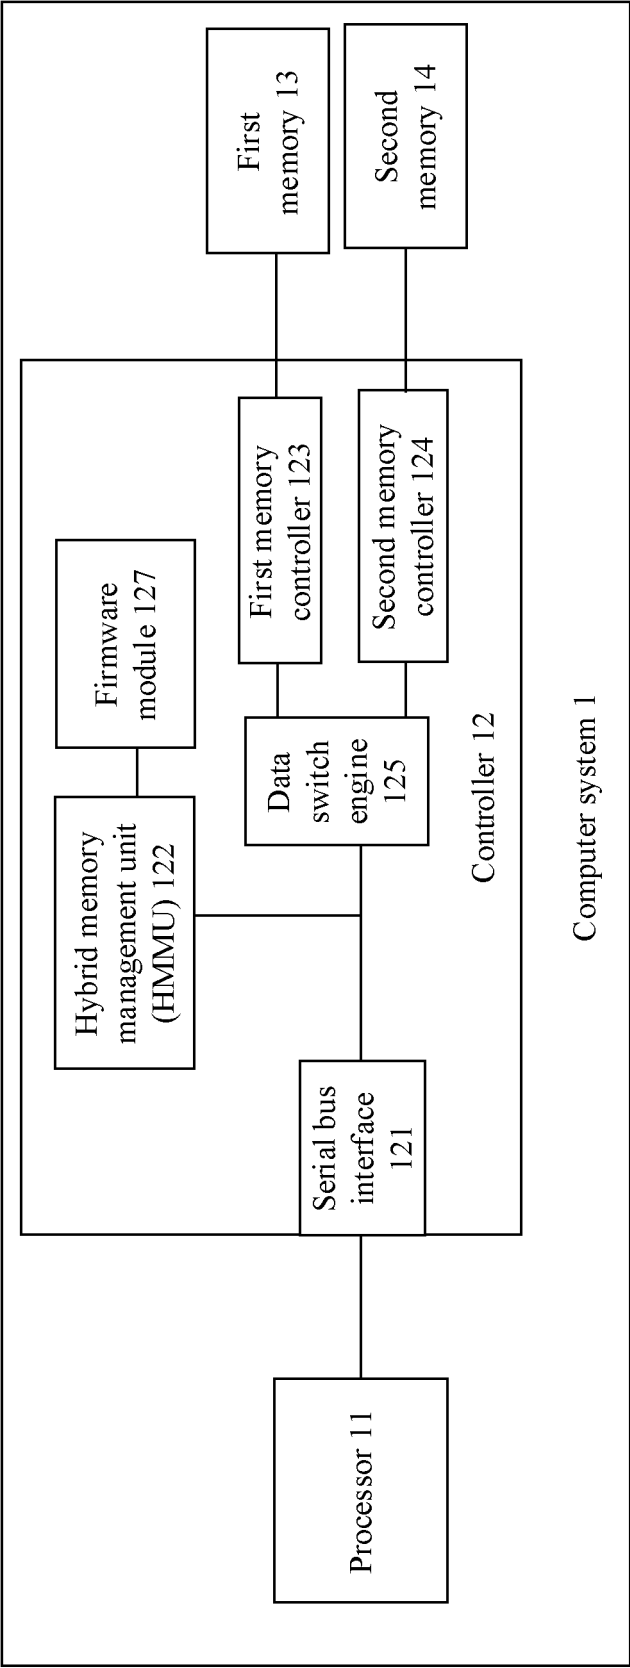 Processor 11
Serial bus
interface
121
Hybrid memory
management unit
(HMMU) 122
Firmware
module 127
Data
switch
engine
125
First memory
controller 123
Second memory
controller 124
First
memory 13
Second
memory 14
Controller 12
Computer system 1